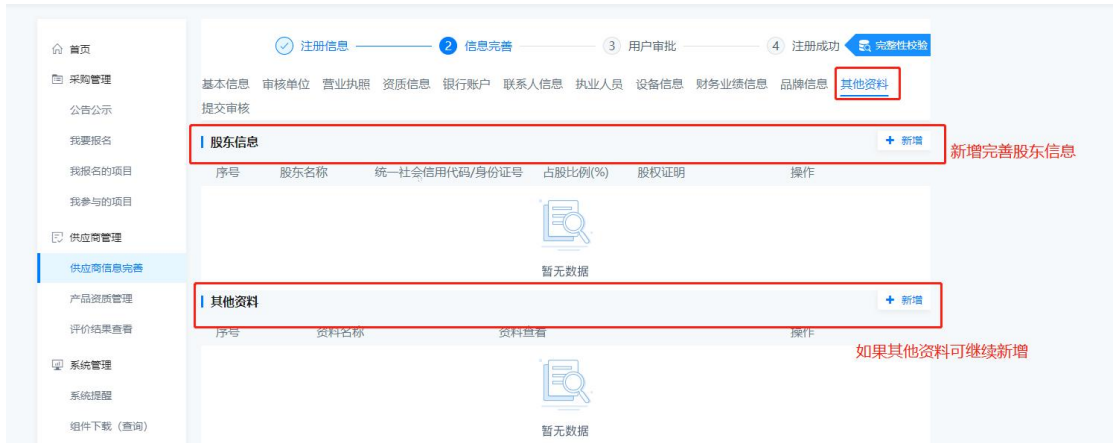 首页
采购管理
公告公示
我要报名
我报名的项目
我参与的项目
供应商管理
供应商信息完善
产品资质管理
评价结果查看
系统管理
系统提醒
组件下载（查询）
注册信息 2 信息完善 3 用户审批 4 注册成功 完整性校验
基本信息 审核单位 营业执照 资质信息 银行账户 联系人信息 执业人员 设备信息 财务业绩信息 品牌信息 其他资料
提交审核
股东信息 + 新增
新增完善股东信息
序号 股东名称 统一社会信用代码/身份证号 占股比例(%) 股权证明 操作
暂无数据
其他资料 + 新增
序号 资料名称 资料查看 操作
如果其他资料可继续新增
暂无数据